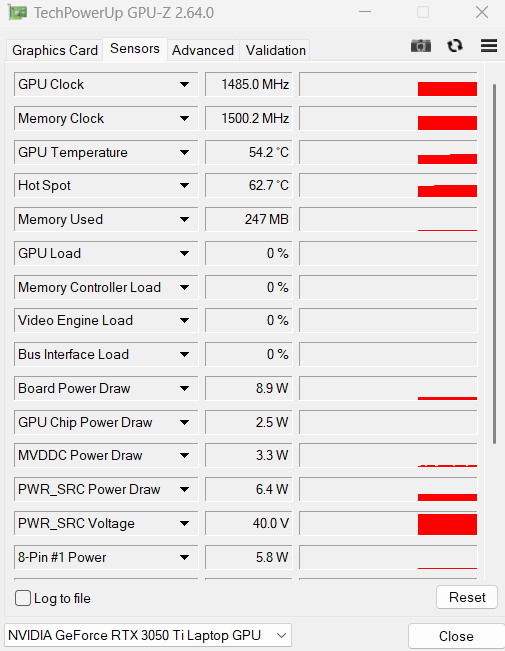 TechPowerUp GPU-Z 2.64.0
Graphics Card Sensors Advanced Validation
GPU Clock 1485.0 MHz
Memory Clock 1500.2 MHz
GPU Temperature 54.2 °C
Hot Spot 62.7 °C
Memory Used 247 MB
GPU Load 0 %
Memory Controller Load 0 %
Video Engine Load 0 %
Bus Interface Load 0 %
Board Power Draw 8.9 W
GPU Chip Power Draw 2.5 W
MVDDC Power Draw 3.3 W
PWR_SRC Power Draw 6.4 W
PWR_SRC Voltage 40.0 V
8-Pin #1 Power 5.8 W
Log to file Reset
NVIDIA GeForce RTX 3050 Ti Laptop GPU Close